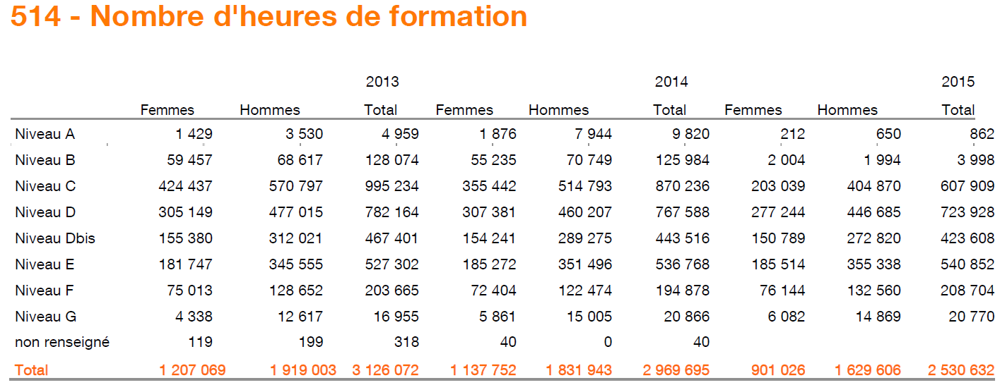 514 - Nombre d'heures de formation
2013 2014 2015
Femmes Hommes Total Femmes Hommes Total Femmes Hommes Total
Niveau A 1 429 3 530 4 959 1 876 7 944 9 820 212 650 862
Niveau B 59 457 68 617 128 074 55 235 70 749 125 984 2 004 1 994 3 998
Niveau C 424 437 570 797 995 234 355 442 514 793 870 236 203 039 404 870 607 909
Niveau D 305 149 477 015 782 164 307 381 460 207 767 588 277 244 446 685 723 928
Niveau Dbis 155 380 312 021 467 401 154 241 289 275 443 516 150 789 272 820 423 608
Niveau E 181 747 345 555 527 302 185 272 351 496 536 768 185 514 355 338 540 852
Niveau F 75 013 128 652 203 665 72 404 122 474 194 878 76 144 132 560 208 704
Niveau G 4 338 12 617 16 955 5 861 15 005 20 866 6 082 14 869 20 770
non renseigné 119 199 318 40 0 40
Total 1 207 069 1 919 003 3 126 072 1 137 752 1 831 943 2 969 695 901 026 1 629 606 2 530 632